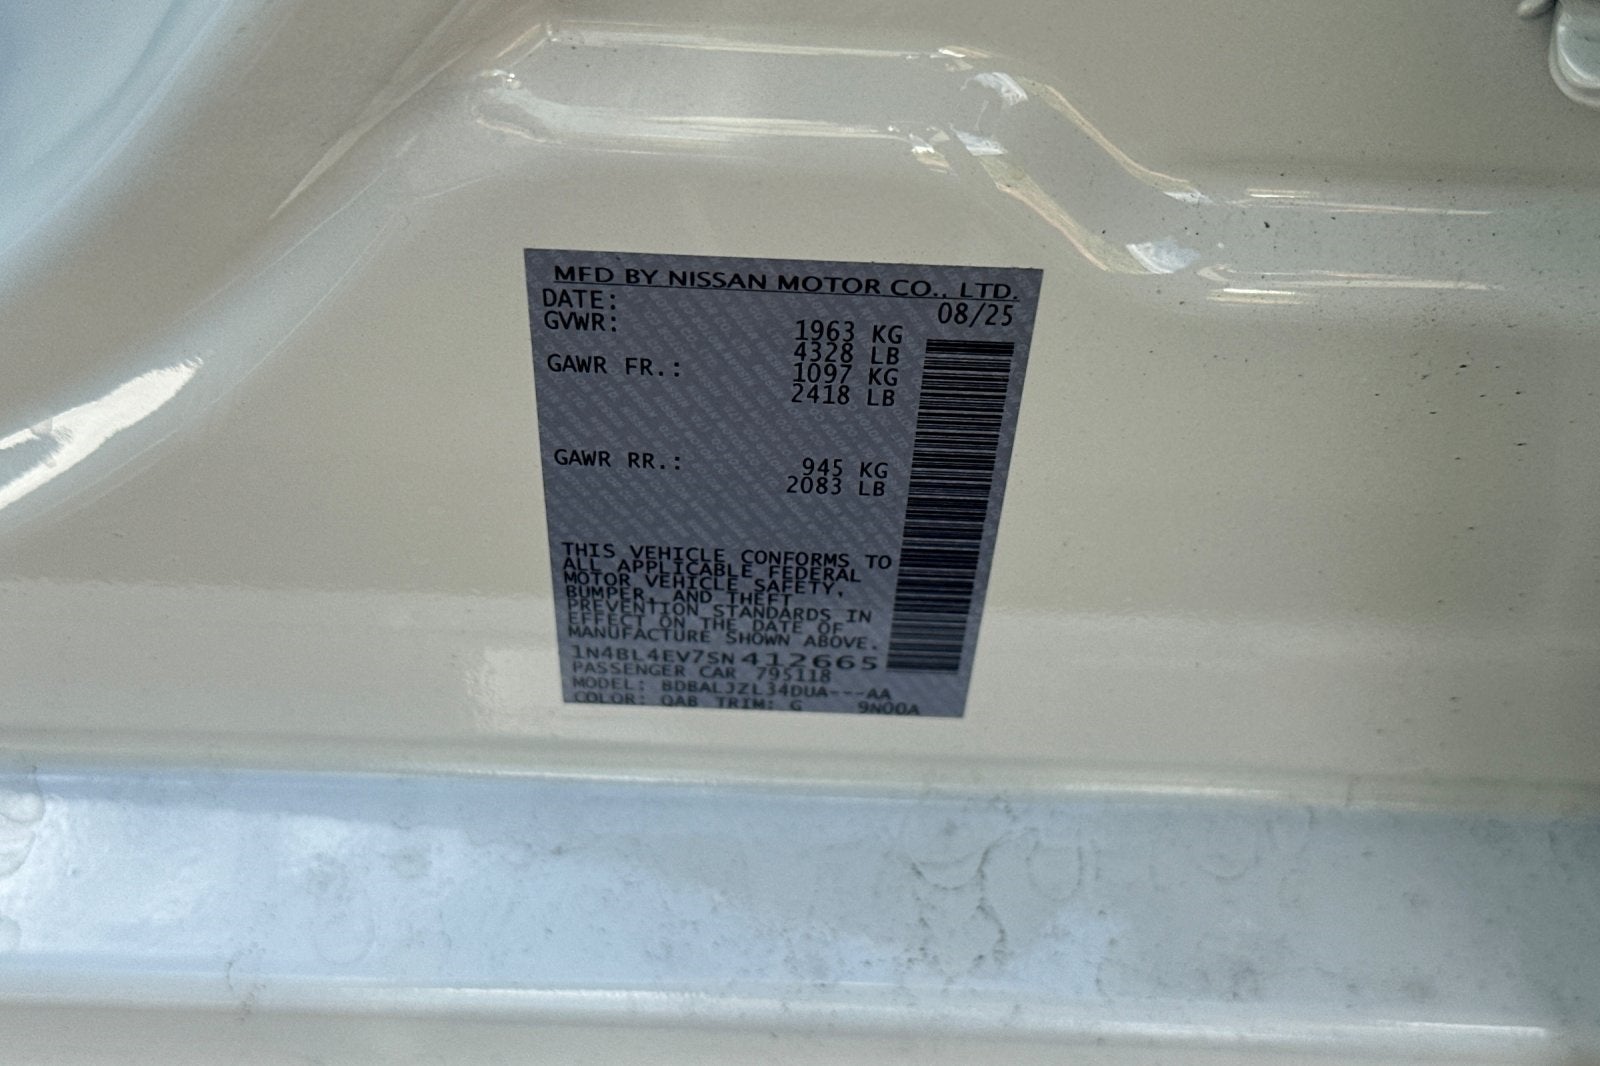 MFD BY NISSAN MOTOR CO., LTD.
DATE: 08/25
GVWR: 1963 KG
4328 LB
GAWR FR.: 1097 KG
2418 LB
GAWR RR.: 945 KG
2083 LB
THIS VEHICLE CONFORMS TO
ALL APPLICABLE FEDERAL
MOTOR VEHICLE SAFETY,
BUMPER, AND THEFT
PREVENTION STANDARDS IN
EFFECT ON THE DATE OF
MANUFACTURE SHOWN ABOVE.
1N4BL4EV7SN412665
PASSENGER CAR 795118
MODEL: BDBALJZL34DUA---AA
COLOR: QAB TRIM: G 9N00A